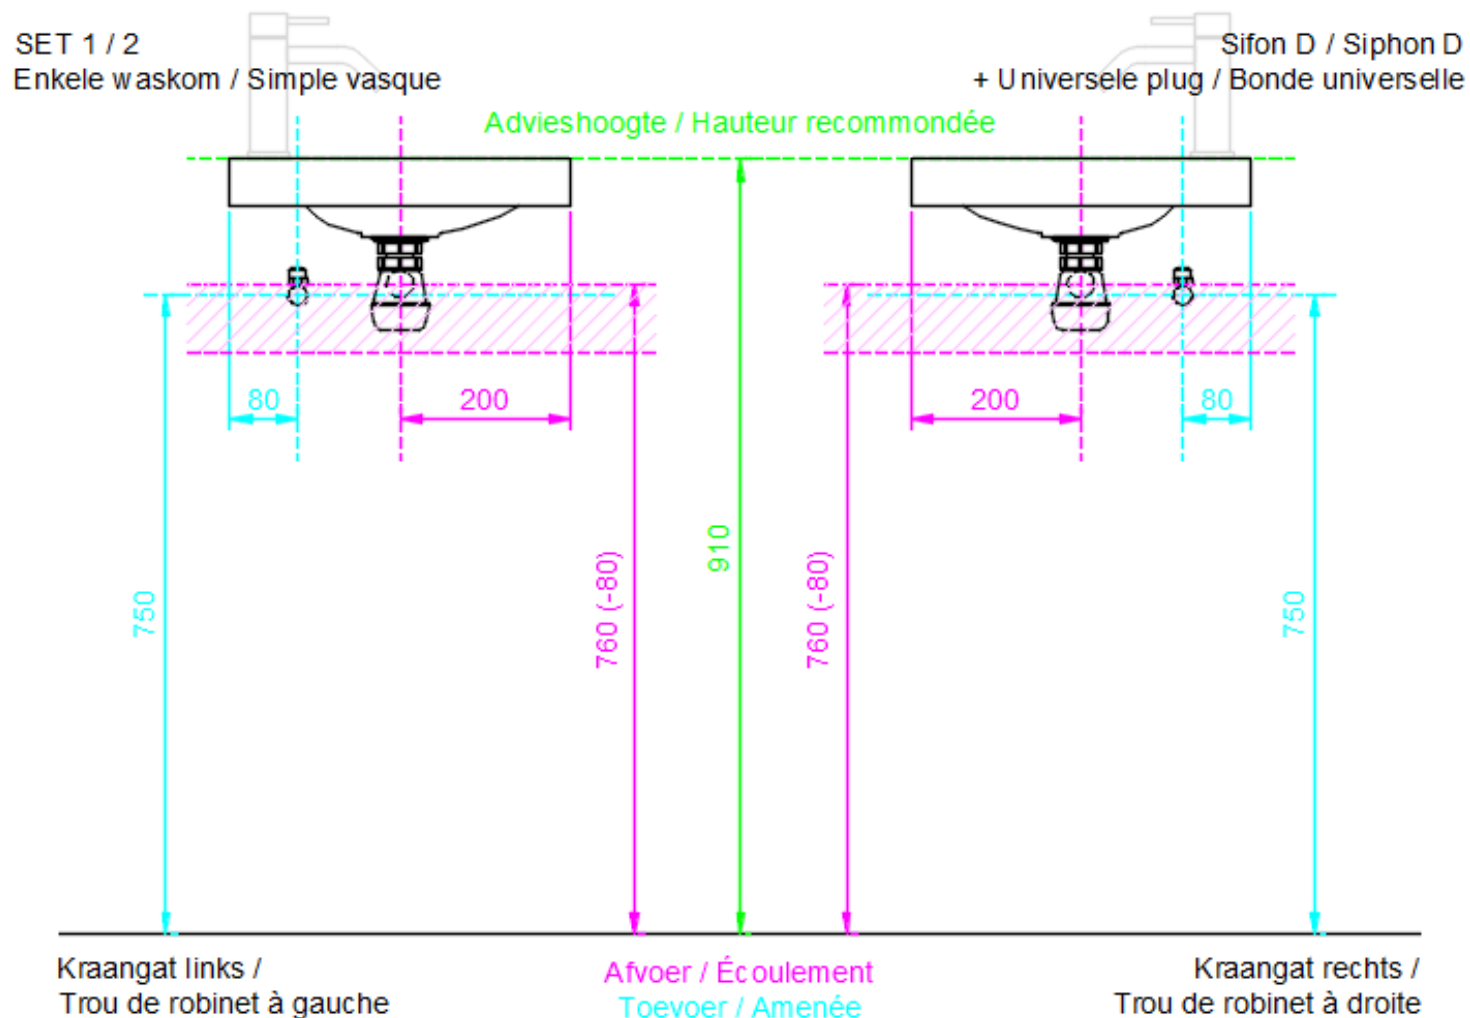 SET 1 / 2
Enkele waskom / Simple vasque
Sifon D / Siphon D
+ Universele plug / Bonde universelle
Advieshoogte / Hauteur recommondée
80
200
200
80
750
760 (-80)
910
760 (-80)
750
Kraangat links /
Trou de robinet à gauche
Afvoer / Écoulement
Toevoer / Amenée
Kraangat rechts /
Trou de robinet à droite